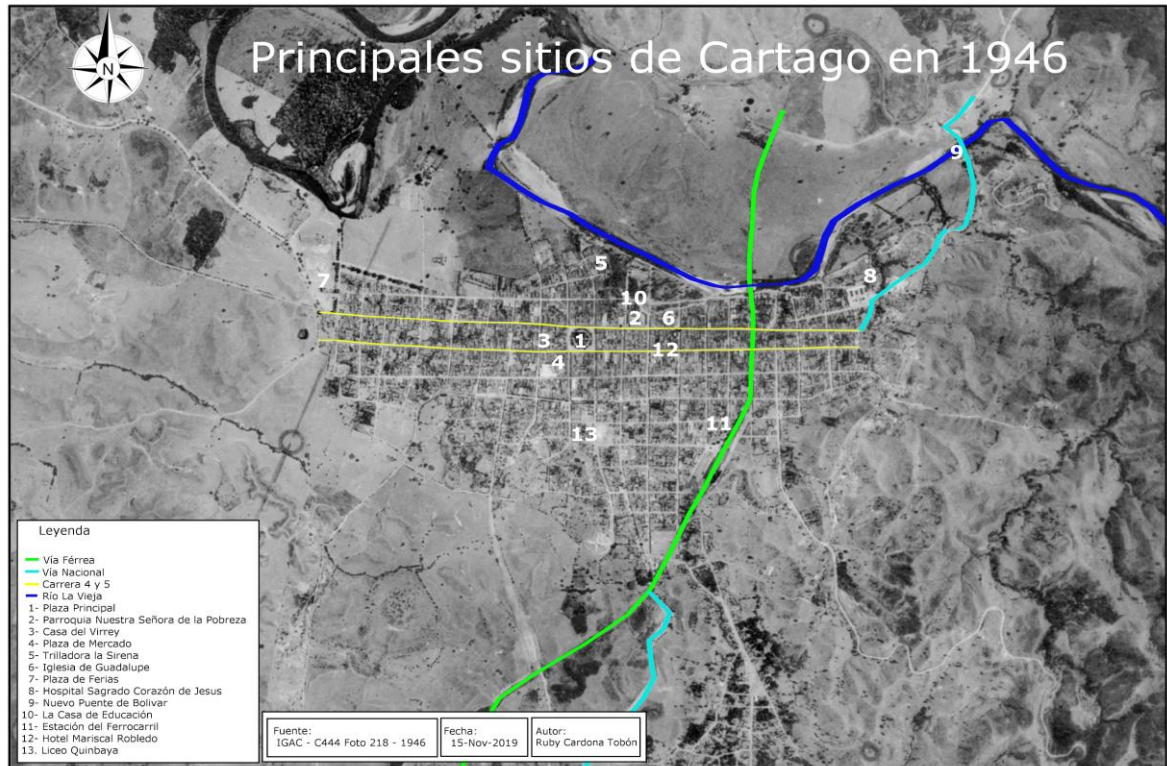 N
Principales sitios de Cartago en 1946
9
5
8
7
10
2
6
3
1
12
4
11
13
Leyenda
Vía Férrea
Vía Nacional
Carrera 4 y 5
Río La Vieja
1- Plaza Principal
2- Parroquia Nuestra Señora de la Pobreza
3- Casa del Virrey
4- Plaza de Mercado
5- Trilladora la Sirena
6- Iglesia de Guadalupe
7- Plaza de Ferias
8- Hospital Sagrado Corazón de Jesus
9- Nuevo Puente de Bolivar
10- La Casa de Educación
11- Estación del Ferrocarril
12- Hotel Mariscal Robledo
13. Liceo Quinbaya
Fuente:
IGAC - C444 Foto 218 - 1946
Fecha:
15-Nov-2019
Autor:
Ruby Cardona Tobón